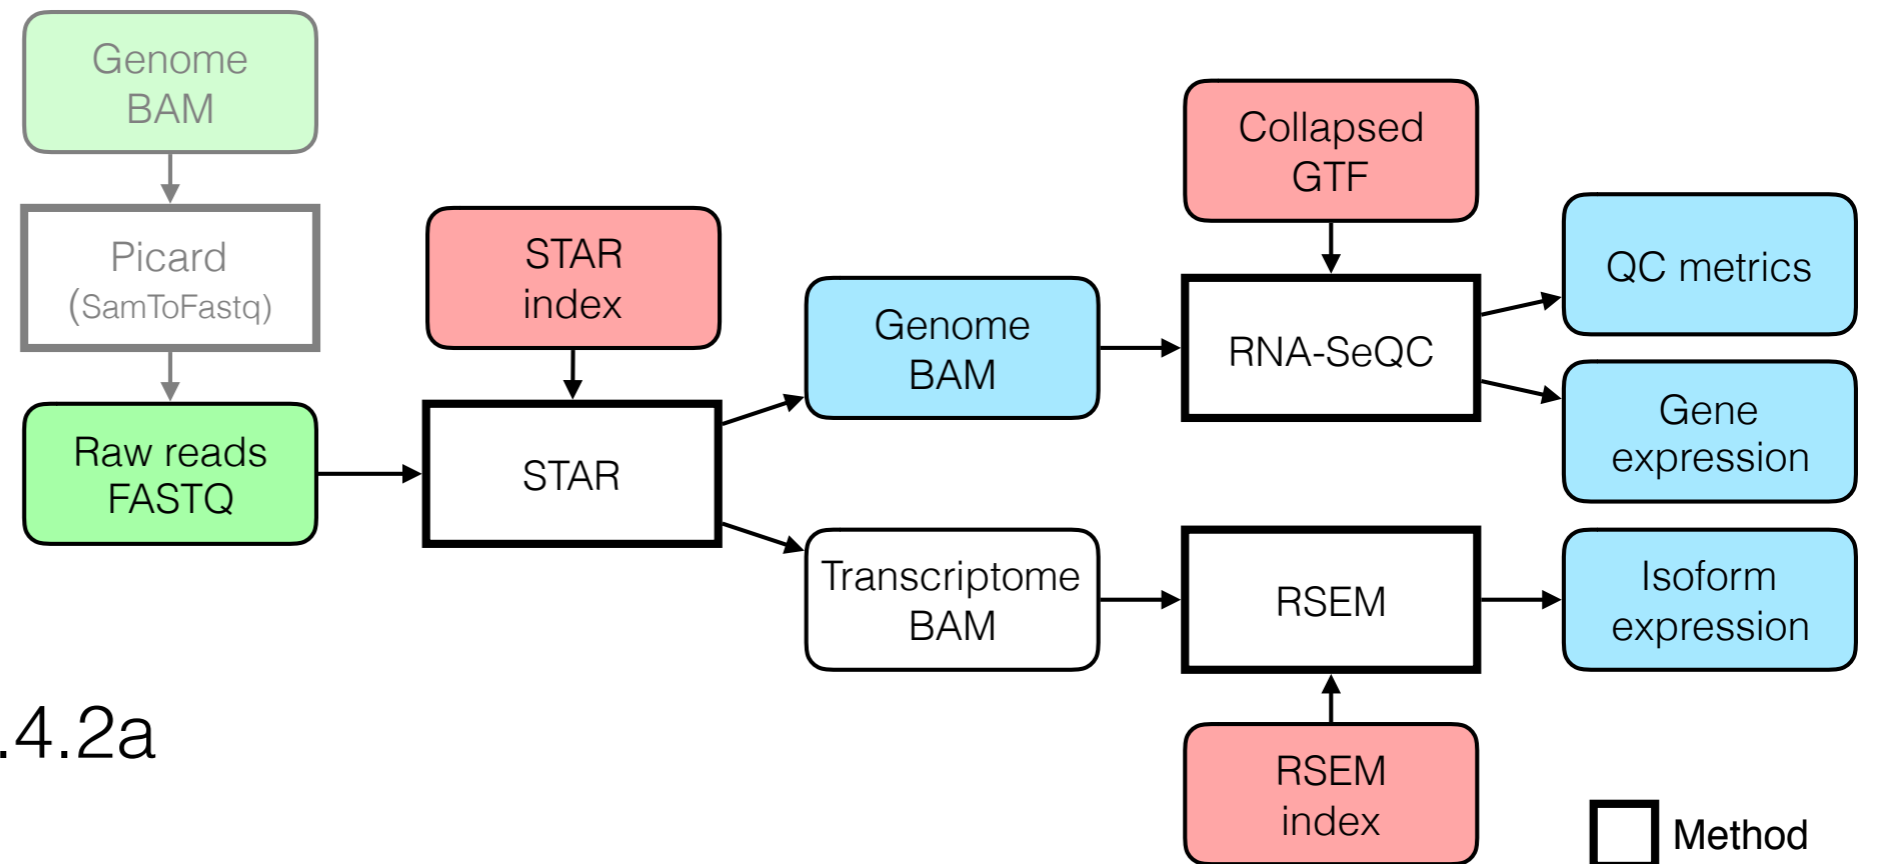 Genome
BAM
Picard
(SamToFastq)
Raw reads
FASTQ
STAR
index
STAR
Genome
BAM
Transcriptome
BAM
Collapsed
GTF
RNA-SeQC
RSEM
RSEM
index
QC metrics
Gene
expression
Isoform
expression
.4.2a
Method